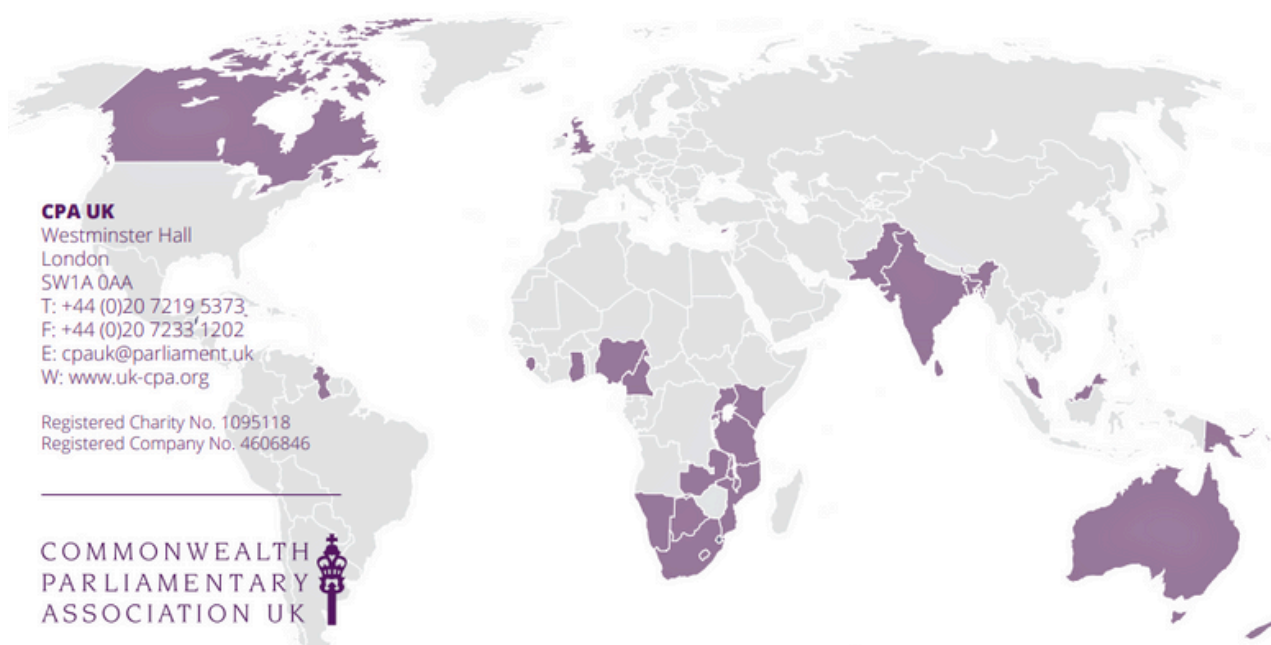 CPA UK
Westminster Hall
London
SW1A 0AA
T: +44 (0)20 7219 5373
F: +44 (0)20 7233 1202
E: cpauk@parliament.uk
W: www.uk-cpa.org
Registered Charity No. 1095118
Registered Company No. 4606846
COMMONWEALTH
PARLIAMENTARY
ASSOCIATION UK